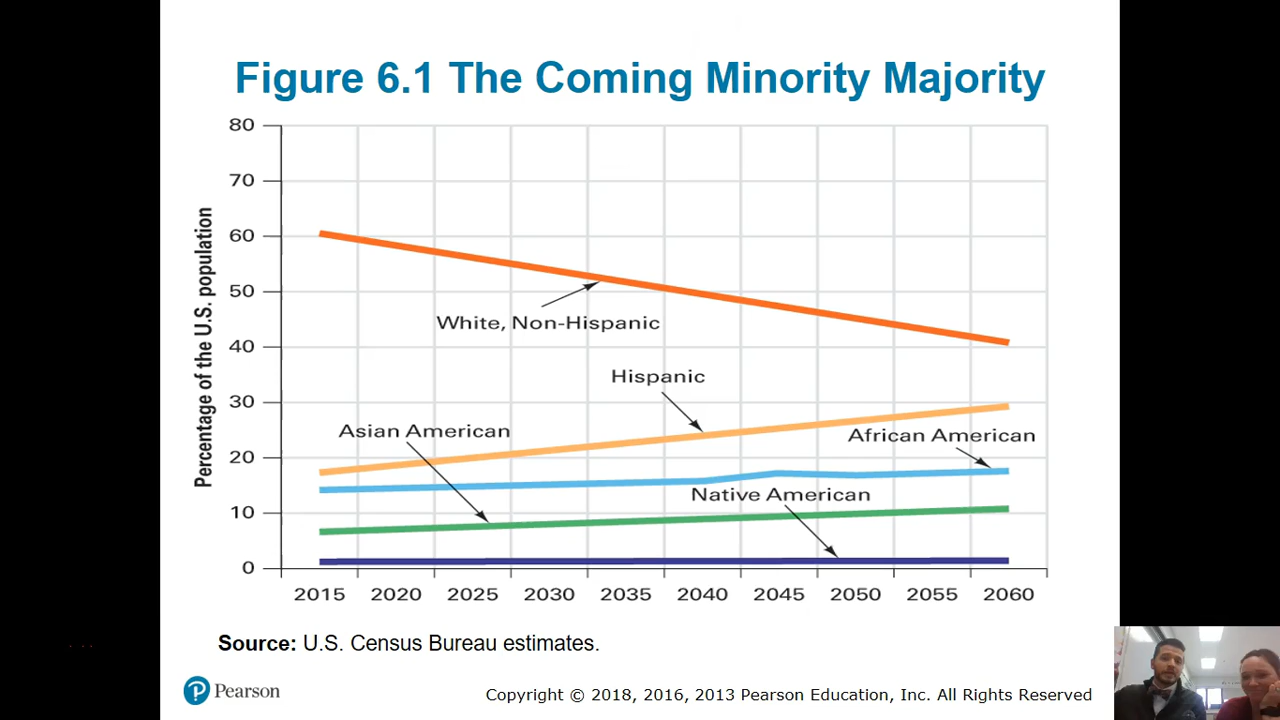 Figure 6.1 The Coming Minority Majority
Percentage of the U.S. population
80
70
60
50
40
30
20
10
0
White, Non-Hispanic
Hispanic
Asian American
African American
Native American
2015 2020 2025 2030 2035 2040 2045 2050 2055 2060
Source: U.S. Census Bureau estimates.
P Pearson
Copyright © 2018, 2016, 2013 Pearson Education, Inc. All Rights Reserved